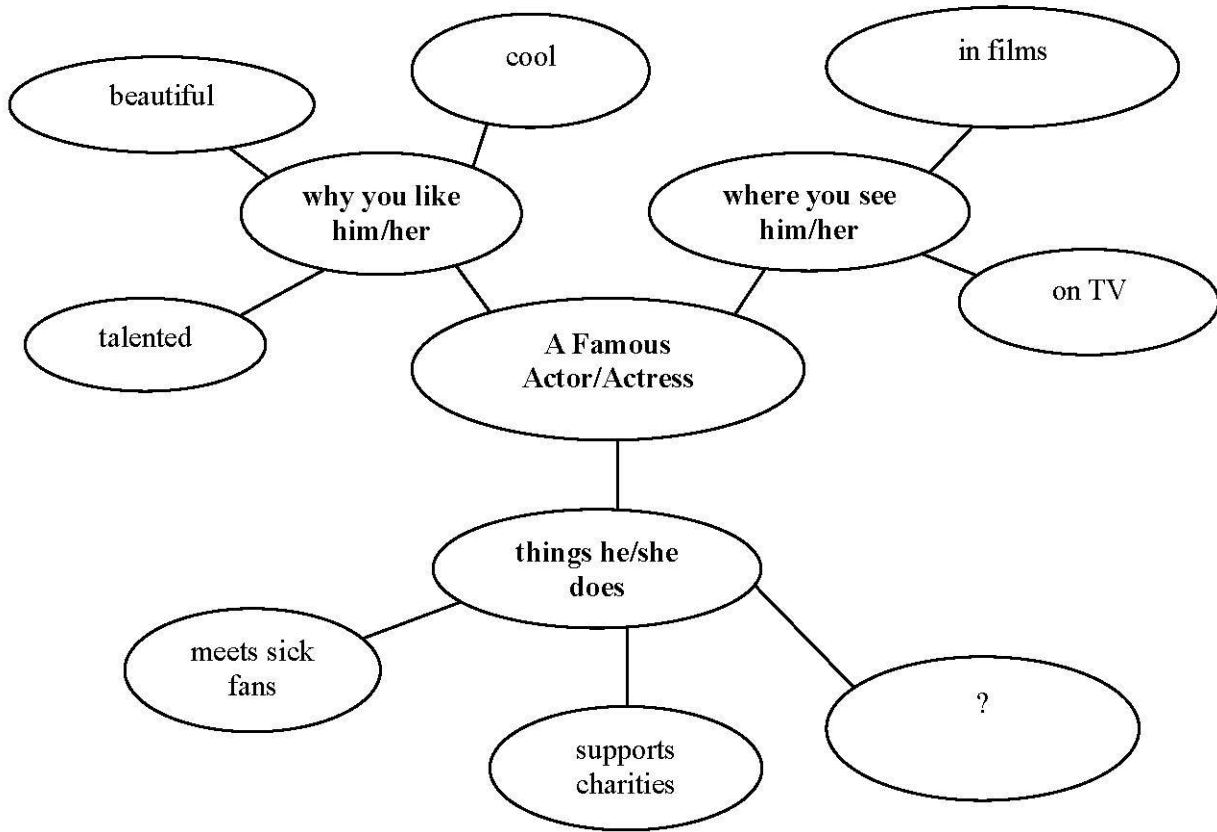 cool
in films
beautiful
why you like
him/her
where you see
him/her
on TV
talented
A Famous
Actor/Actress
things he/she
does
meets sick
fans
?
supports
charities